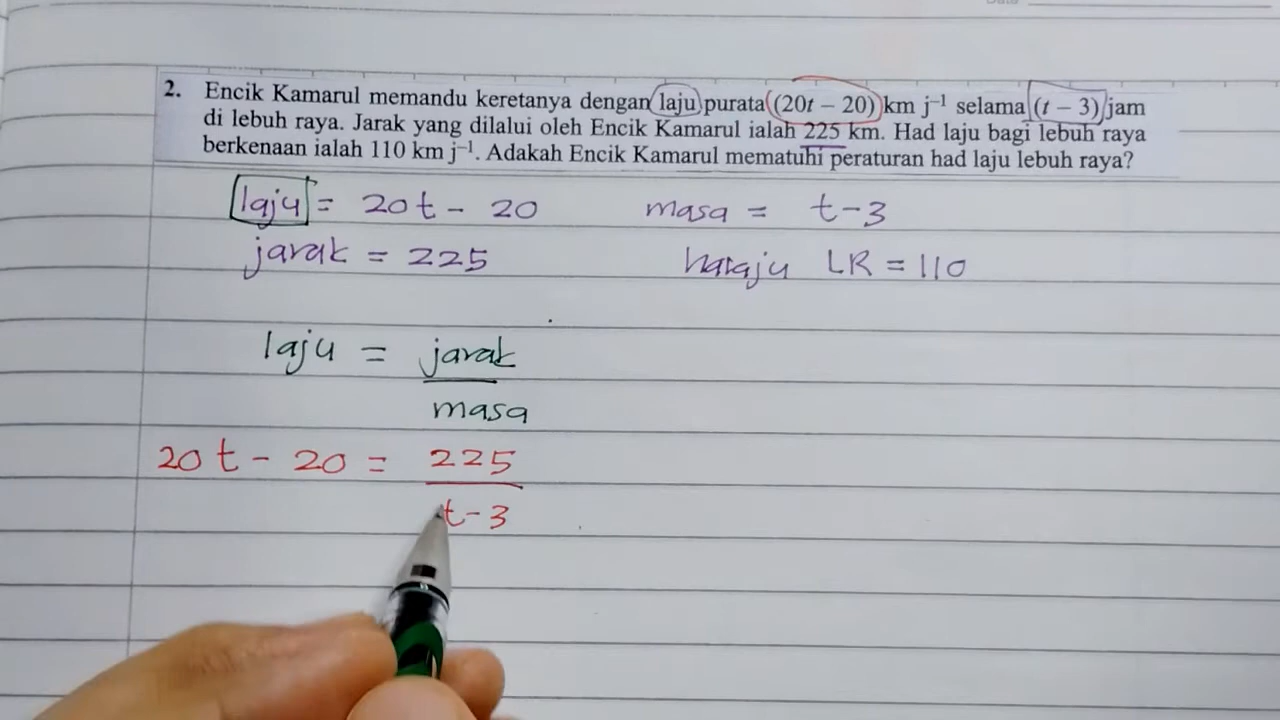 2. Encik Kamarul memandu keretanya dengan laju purata (20t – 20) km j⁻¹ selama (t – 3) jam
di lebuh raya. Jarak yang dilalui oleh Encik Kamarul ialah 225 km. Had laju bagi lebuh raya
berkenaan ialah 110 km j⁻¹. Adakah Encik Kamarul mematuhi peraturan had laju lebuh raya?
laju = 20t - 20 masa = t-3
jarak = 225 LR = 110
laju = jarak
masa
20t - 20 = 225
t-3